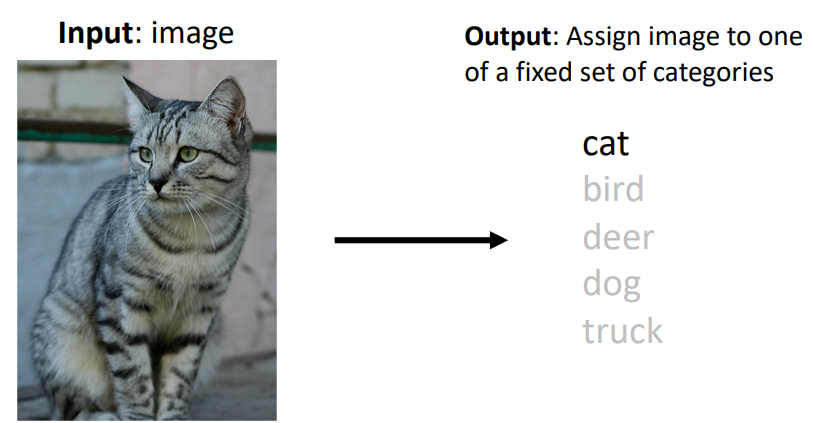 Input: image
Output: Assign image to one
of a fixed set of categories
cat
bird
deer
dog
truck